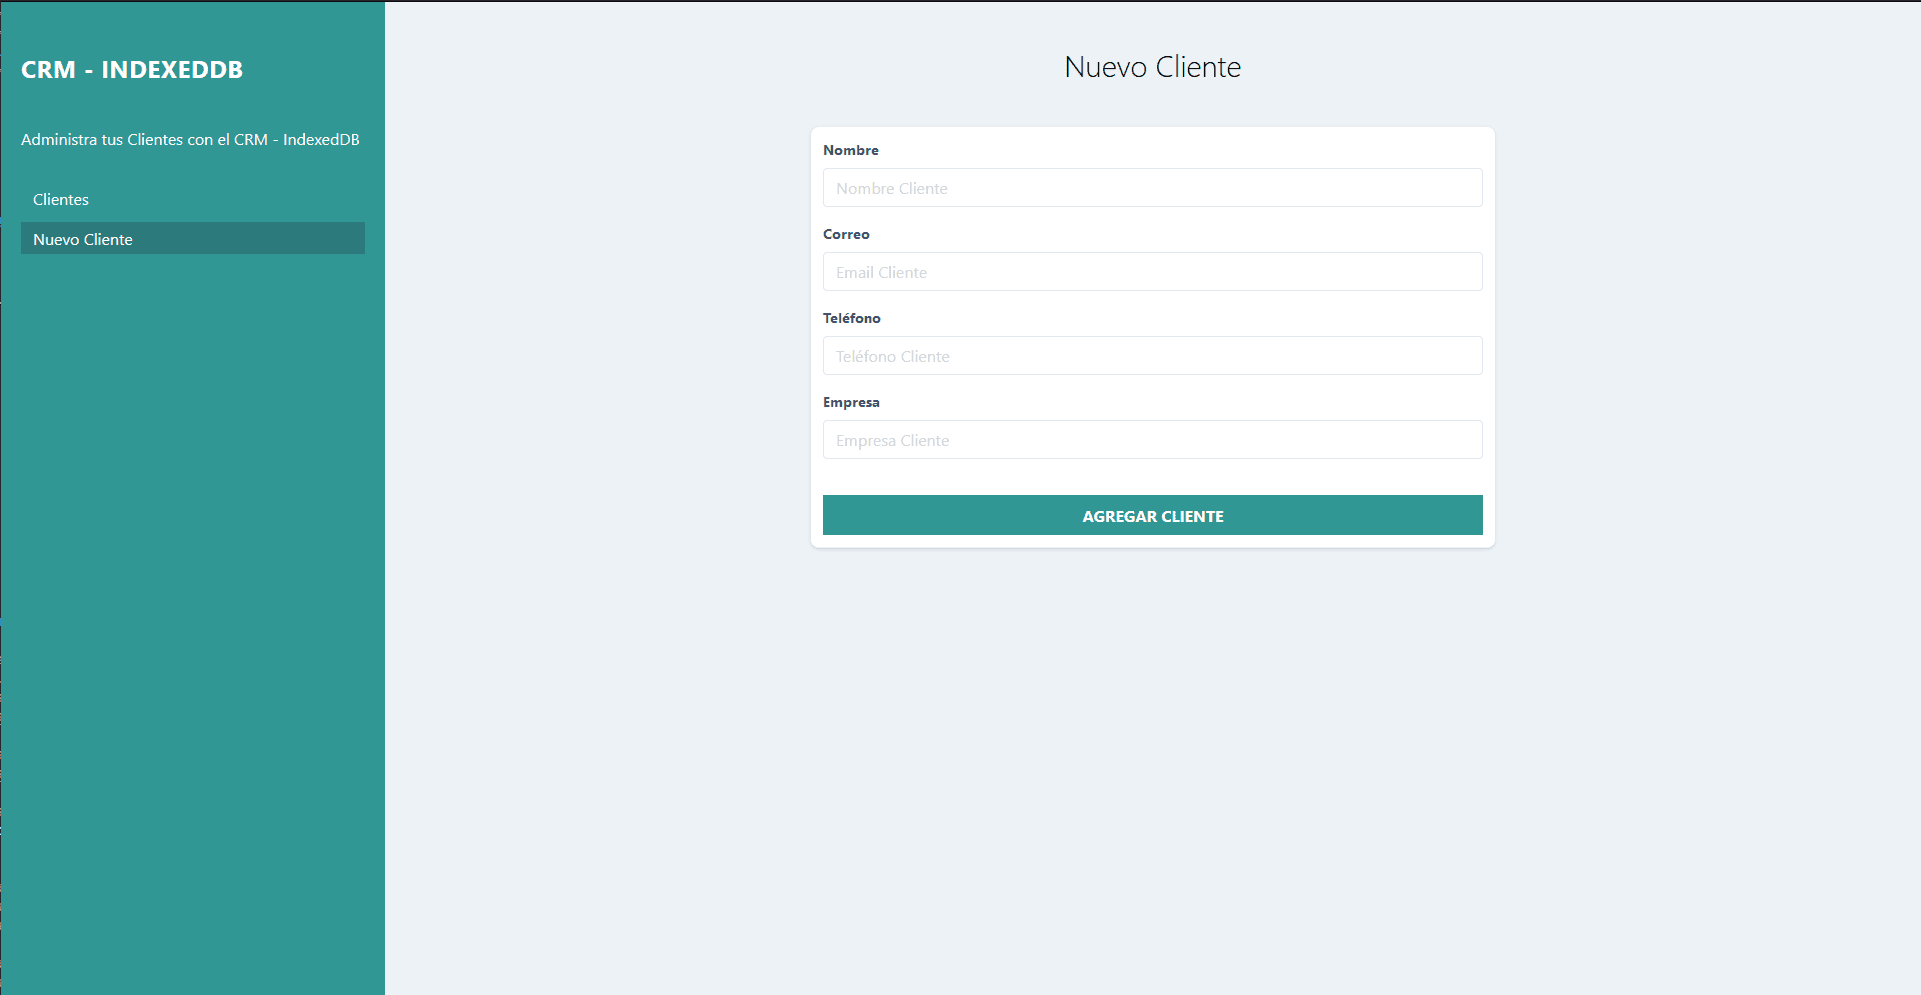 CRM - INDEXEDDB
Administra tus Clientes con el CRM - IndexedDB
Clientes
Nuevo Cliente
Nuevo Cliente
Nombre
Nombre Cliente
Correo
Email Cliente
Teléfono
Teléfono Cliente
Empresa
Empresa Cliente
AGREGAR CLIENTE